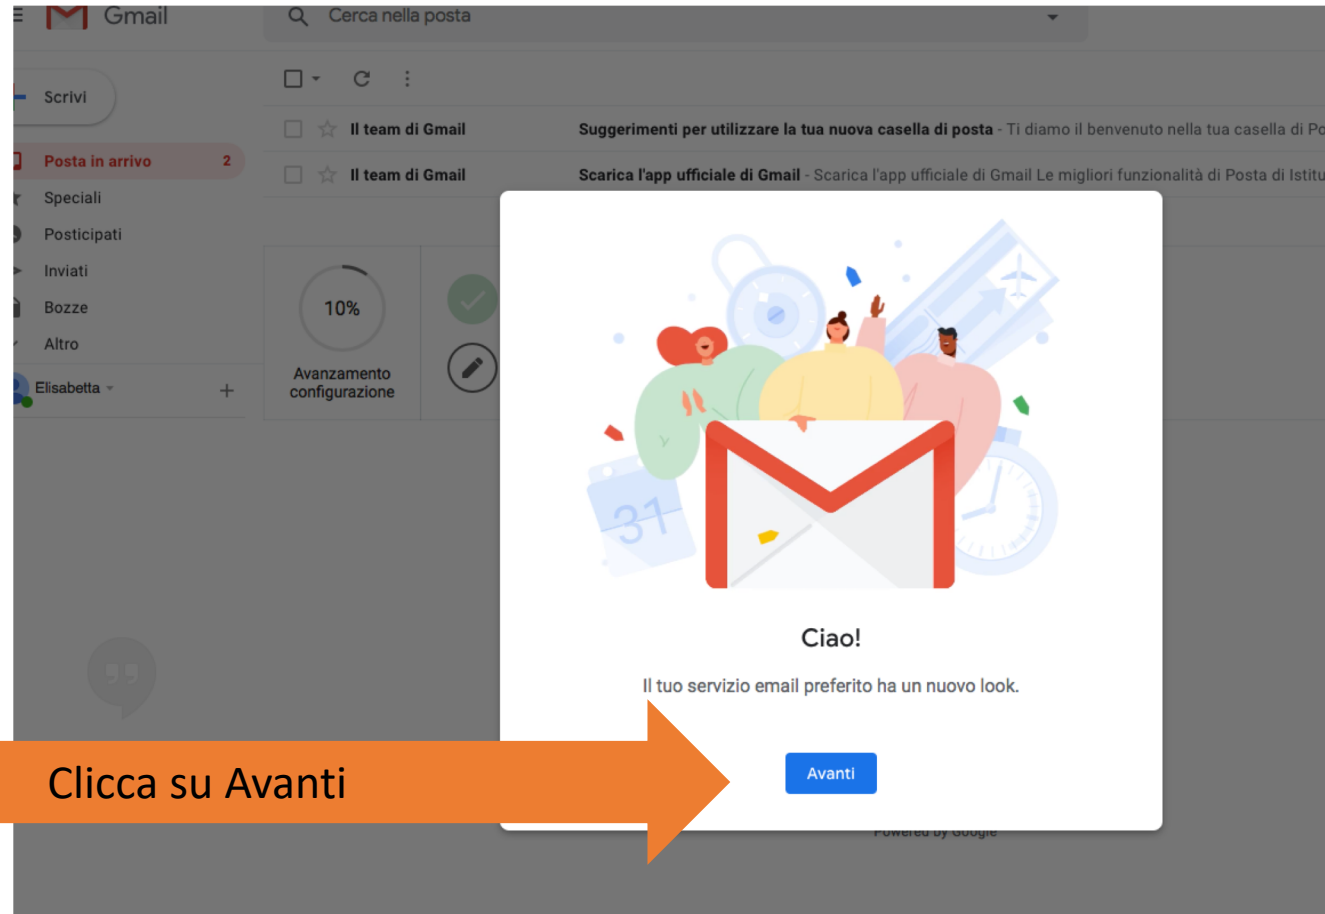 Gmail
Cerca nella posta
Scrivi
Il team di Gmail Suggerimenti per utilizzare la tua nuova casella di posta - Ti diamo il benvenuto nella tua casella di Po
Posta in arrivo 2
Il team di Gmail Scarica l'app ufficiale di Gmail - Scarica l'app ufficiale di Gmail Le migliori funzionalità di Posta di Istitu
Speciali
Posticipati
Inviati
Bozze
Altro
Elisabetta
10%
Avanzamento
configurazione
31
Ciao!
Il tuo servizio email preferito ha un nuovo look.
Clicca su Avanti
Avanti
Powered by Google